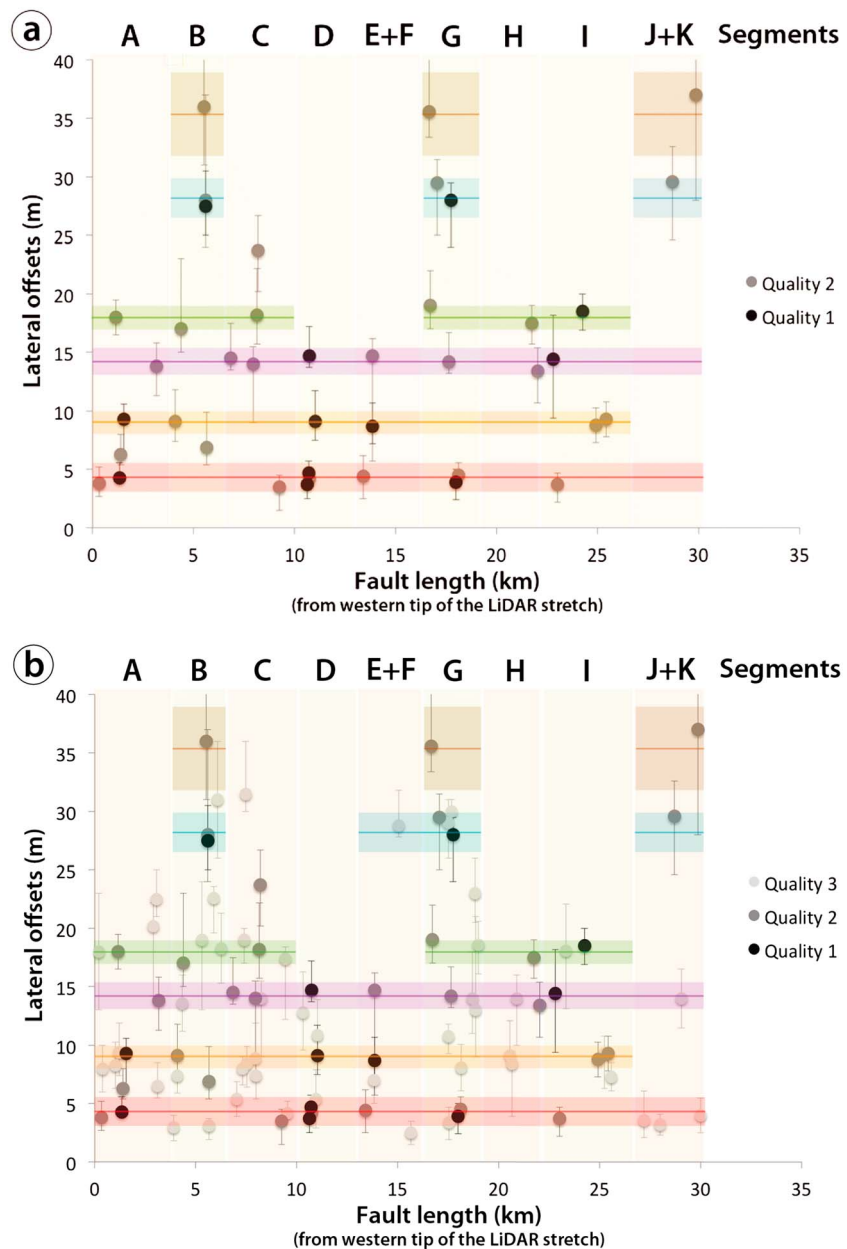 a
A B C D E+F G H I J+K Segments
40
35
30
25
20
15
10
5
0
Lateral offsets (m)
Quality 2
Quality 1
0 5 10 15 20 25 30 35
Fault length (km)
(from western tip of the LiDAR stretch)
b
A B C D E+F G H I J+K Segments
40
35
30
25
20
15
10
5
0
Lateral offsets (m)
Quality 3
Quality 2
Quality 1
0 5 10 15 20 25 30 35
Fault length (km)
(from western tip of the LiDAR stretch)